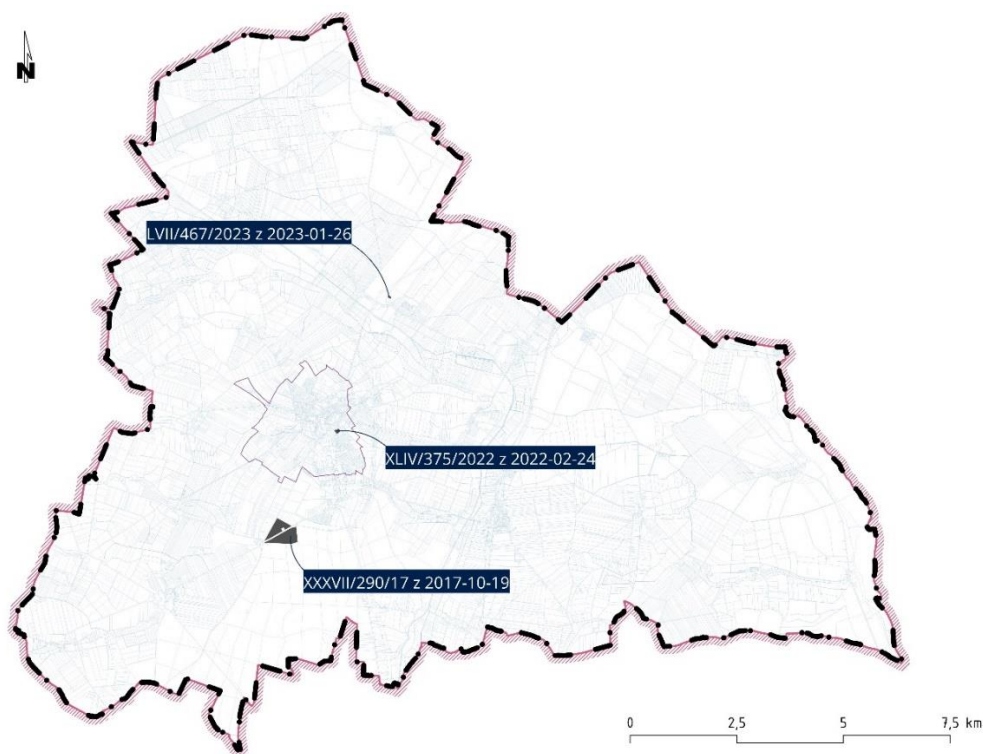 N
LVII/467/2023 z 2023-01-26
XLIV/375/2022 z 2022-02-24
XXXVII/290/17 z 2017-10-19
0 2,5 5 7,5 km